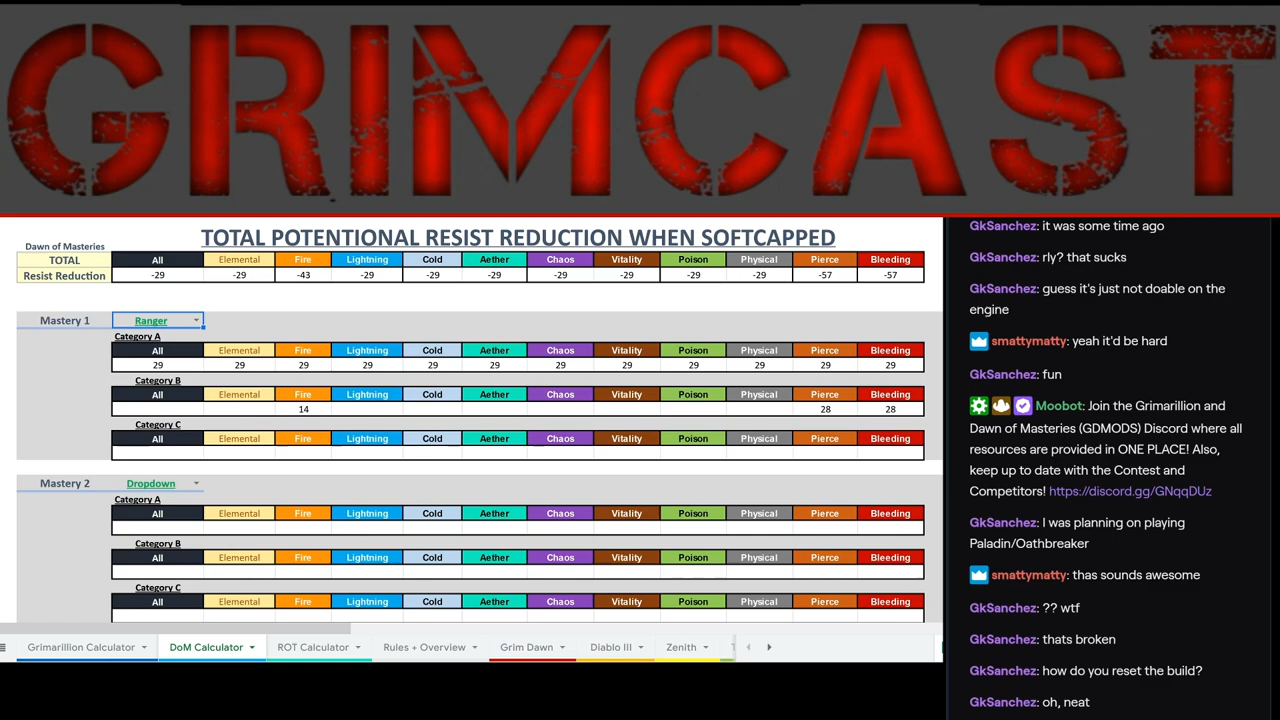 GRIMCAST
TOTAL POTENTIONAL RESIST REDUCTION WHEN SOFTCAPPED
Dawn of Masteries
TOTAL All Elemental Fire Lightning Cold Aether Chaos Vitality Poison Physical Pierce Bleeding
Resist Reduction -29 -29 -43 -29 -29 -29 -29 -29 -29 -29 -57 -57
Mastery 1 Ranger
Category A
All Elemental Fire Lightning Cold Aether Chaos Vitality Poison Physical Pierce Bleeding
29 29 29 29 29 29 29 29 29 29 29 29
Category B
All Elemental Fire Lightning Cold Aether Chaos Vitality Poison Physical Pierce Bleeding
14 28 28
Category C
All Elemental Fire Lightning Cold Aether Chaos Vitality Poison Physical Pierce Bleeding
Mastery 2 Dropdown
Category A
All Elemental Fire Lightning Cold Aether Chaos Vitality Poison Physical Pierce Bleeding
Category B
All Elemental Fire Lightning Cold Aether Chaos Vitality Poison Physical Pierce Bleeding
Category C
All Elemental Fire Lightning Cold Aether Chaos Vitality Poison Physical Pierce Bleeding
Grimarillion Calculator DoM Calculator ROT Calculator Rules + Overview Grim Dawn Diablo III Zenith
GkSanchez: it was some time ago
GkSanchez: rly? that sucks
GkSanchez: guess it's just not doable on the
engine
smattymatty: yeah it'd be hard
GkSanchez: fun
Moobot: Join the Grimarillion and
Dawn of Masteries (GDMODS) Discord where all
resources are provided in ONE PLACE! Also,
keep up to date with the Contest and
Competitors! https://discord.gg/GNqqDUz
GkSanchez: I was planning on playing
Paladin/Oathbreaker
smattymatty: thas sounds awesome
GkSanchez: ?? wtf
GkSanchez: thats broken
GkSanchez: how do you reset the build?
GkSanchez: oh, neat